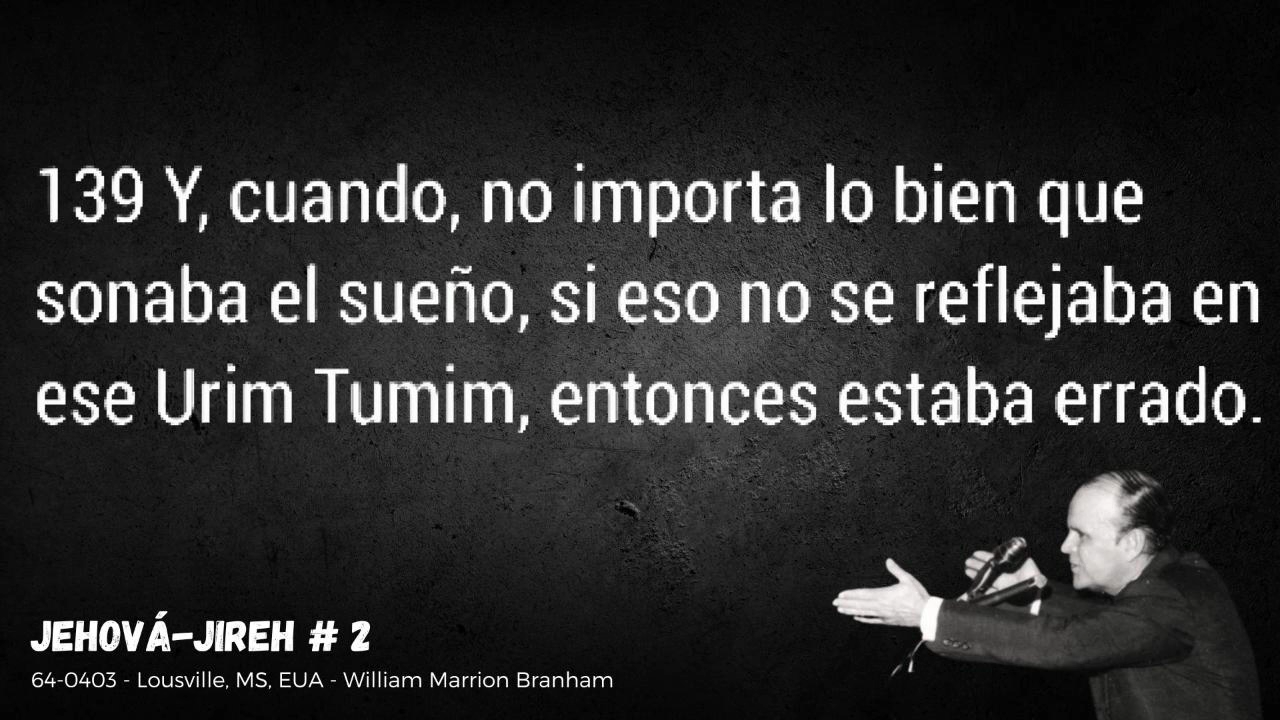 139 Y, cuando, no importa lo bien que
sonaba el sueño, si eso no se reflejaba en
ese Urim Tumim, entonces estaba errado.
JEHOVÁ-JIREH # 2
64-0403 - Lousville, MS, EUA - William Marrion Branham